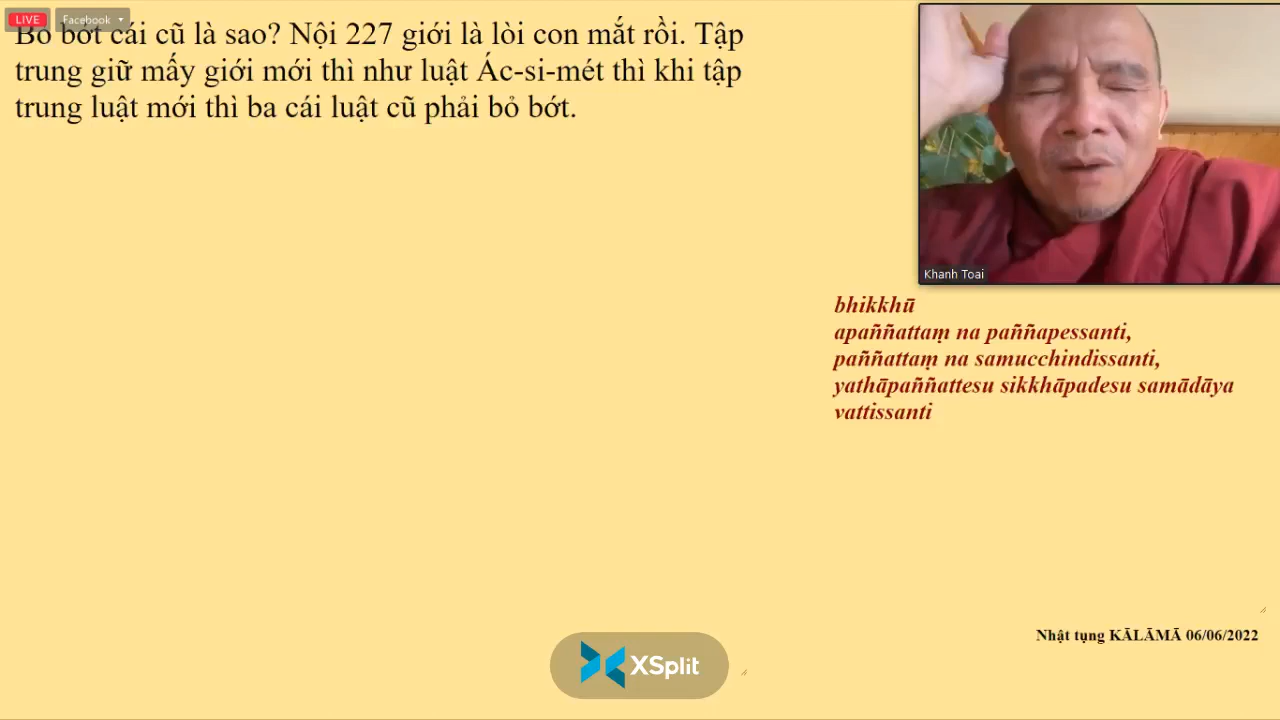 LIVE
Facebook
Bỏ bớt cái cũ là sao? Nội 227 giới là lòi con mắt rồi. Tập
trung giữ mấy giới mới thì như luật Ác-si-mét thì khi tập
trung luật mới thì ba cái luật cũ phải bỏ bớt.
Khanh Toai
bhikkhū
apaññattaṃ na paññapessanti,
paññattaṃ na samucchindissanti,
yathāpaññattesu sikkhāpadesu samādāya
vattissanti
Nhật tụng KĀLĀMĀ 06/06/2022
XSplit